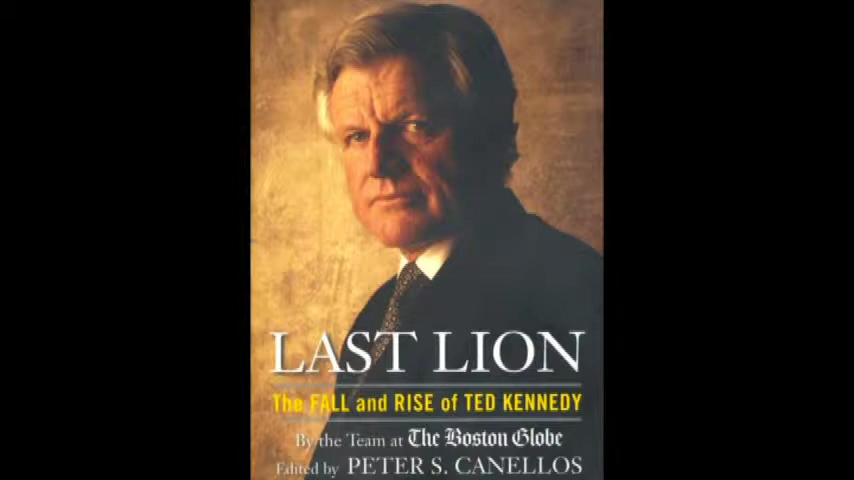 LAST LION
The FALL and RISE of TED KENNEDY
By the Team at The Boston Globe
Edited by PETER S. CANELLOS